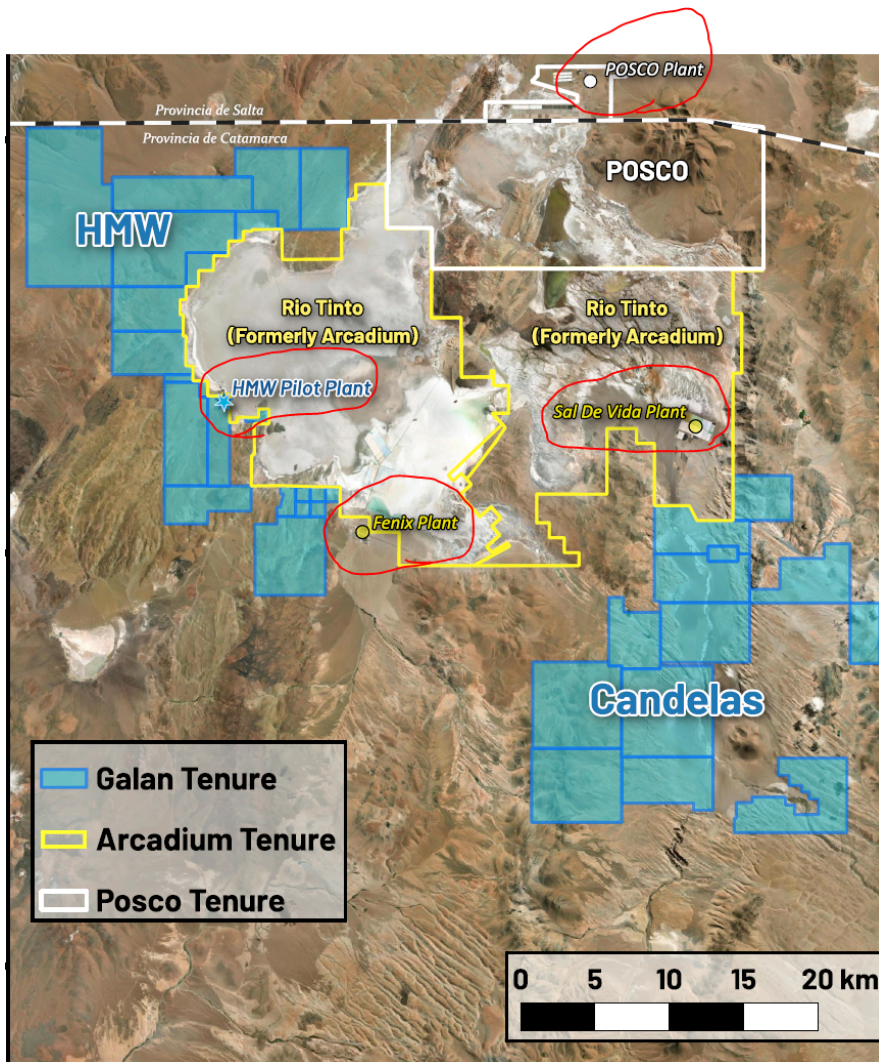 POSCO Plant
Provincia de Salta
Provincia de Catamarca
POSCO
HMW
Rio Tinto
(Formerly Arcadium)
Rio Tinto
(Formerly Arcadium)
HMW Pilot Plant
Sal De Vida Plant
Fenix Plant
Candelas
Galan Tenure
Arcadium Tenure
Posco Tenure
0 5 10 15 20 km